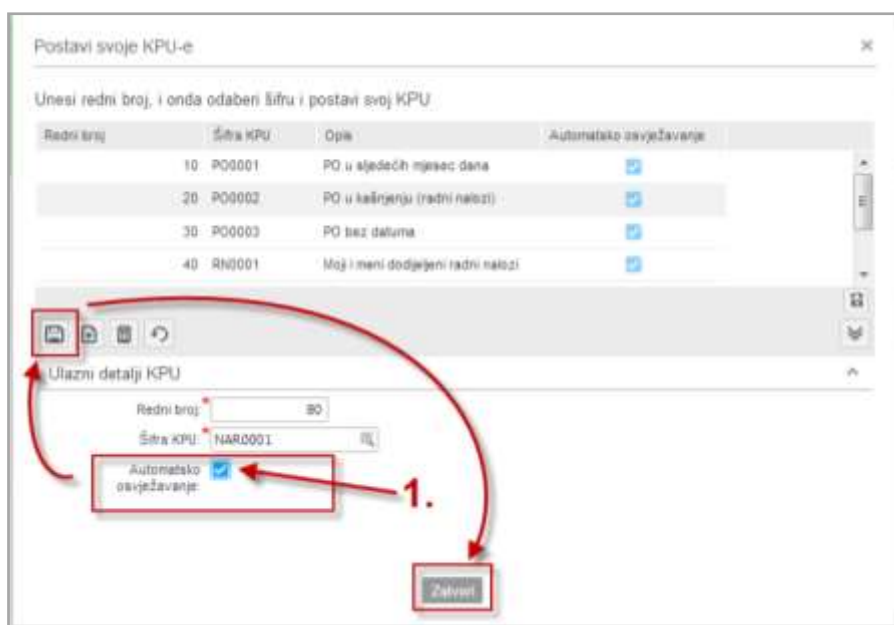 Postavi svoje KPU-e
Unesi redni broj, i onda odaberi šifru i postavi svoj KPU
Redni broj Šifra KPU Opis Automatsko osvježavanje
10 PO0001 PO u sljedećih mjesec dana
20 PO0002 PO u kašnjenju (radni nalozi)
30 PO0003 PO bez datuma
40 RN0001 Moji i meni dodijeljeni radni nalozi
Ulazni detalji KPU
Redni broj:* 80
Šifra KPU:* NAR0001
Automatsko
osvježavanje:
1.
Zatvori